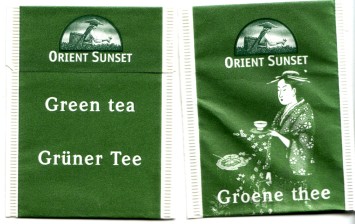 ORIENT SUNSET
Green tea
Grüner Tee
ORIENT SUNSET
Groene thee